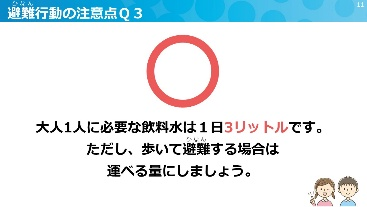 避難行動の注意点Q3
11
大人1人に必要な飲料水は1日3リットルです。
ただし、歩いて避難する場合は
運べる量にしましょう。